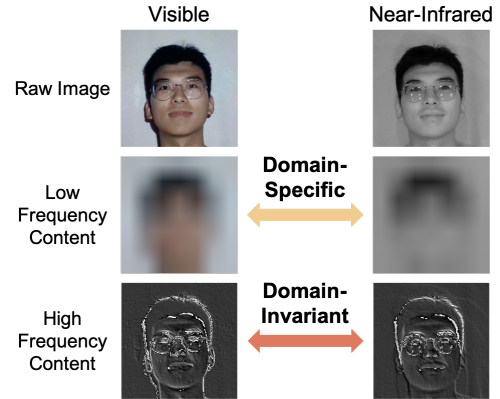 Visible
Near-Infrared
Raw Image
Low
Frequency
Content
Domain-
Specific
High
Frequency
Content
Domain-
Invariant